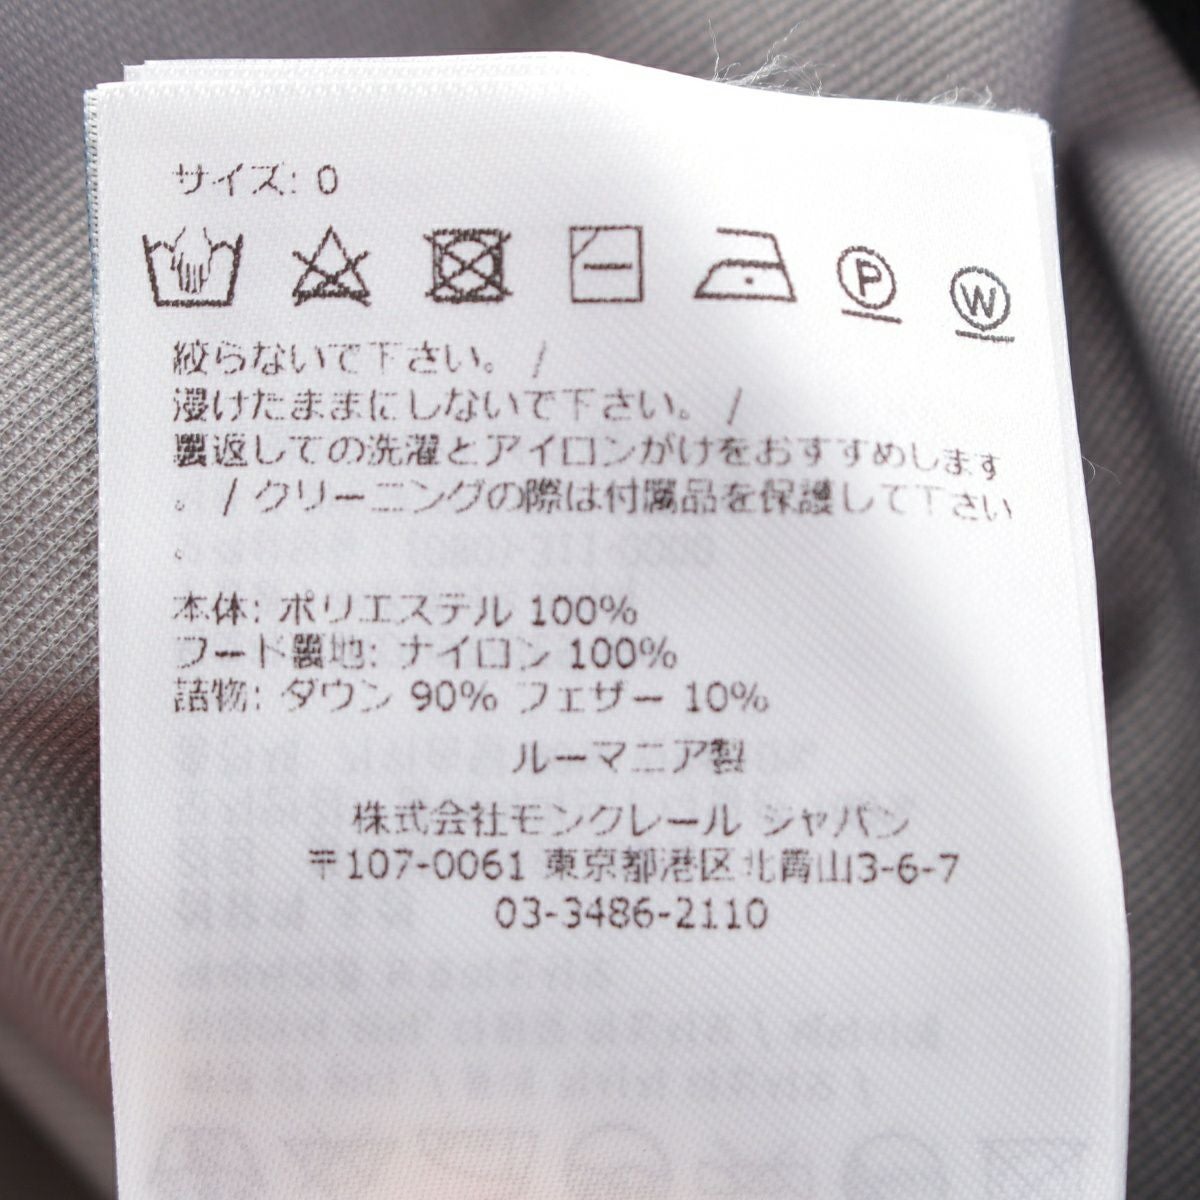 サイズ: 0
P W
絞らないで下さい。 /
浸けたままにしないで下さい。 /
裏返しての洗濯とアイロンがけをおすすめします
。 / クリーニングの際は付属品を保護して下さい
。
本体: ポリエステル 100%
フード裏地: ナイロン 100%
詰物: ダウン 90% フェザー 10%
ルーマニア製
株式会社モンクレール ジャパン
〒107-0061 東京都港区北青山3-6-7
03-3486-2110